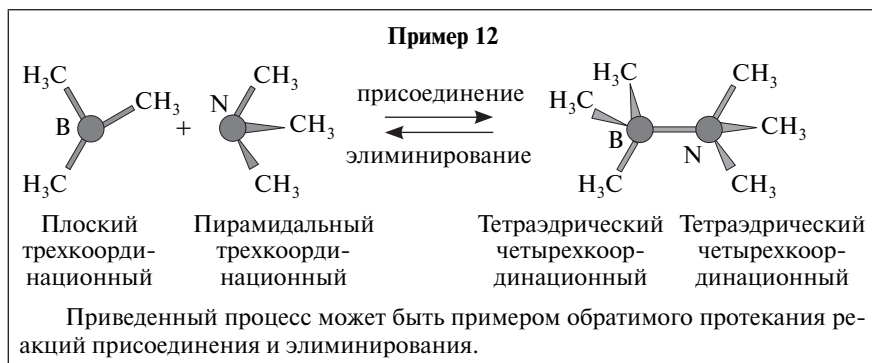 Пример 12
H₃C
CH₃
B
H₃C
+
N
CH₃
CH₃
CH₃
присоединение
элиминирование
H₃C
H₃C
B
H₃C
N
CH₃
CH₃
CH₃
Плоский
трехкоорди-
национный
Пирамидальный
трехкоорди-
национный
Тетраэдрический
четырехкоор-
динационный
Тетраэдрический
четырехкоор-
динационный
Приведенный процесс может быть примером обратимого протекания ре-
акций присоединения и элиминирования.